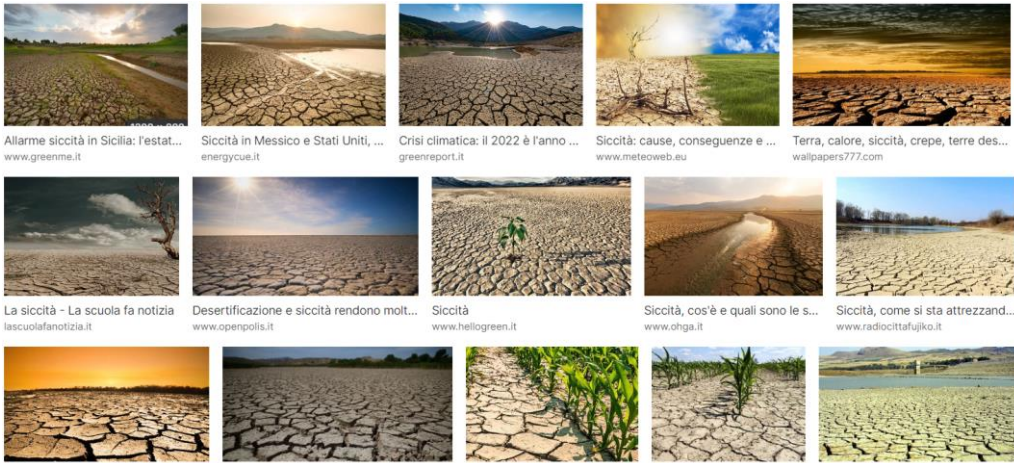 Allarme siccità in Sicilia: l'estat...
www.greenme.it
Siccità in Messico e Stati Uniti, ...
energycue.it
Crisi climatica: il 2022 è l'anno ...
greenreport.it
Siccità: cause, conseguenze e ...
www.meteoweb.eu
Terra, calore, siccità, crepe, terre des...
wallpapers777.com
La siccità - La scuola fa notizia
lascuolafanotizia.it
Desertificazione e siccità rendono molt...
www.openpolis.it
Siccità
www.hellogreen.it
Siccità, cos'è e quali sono le s...
www.ohga.it
Siccità, come si sta attrezzand...
www.radiocittafujiko.it